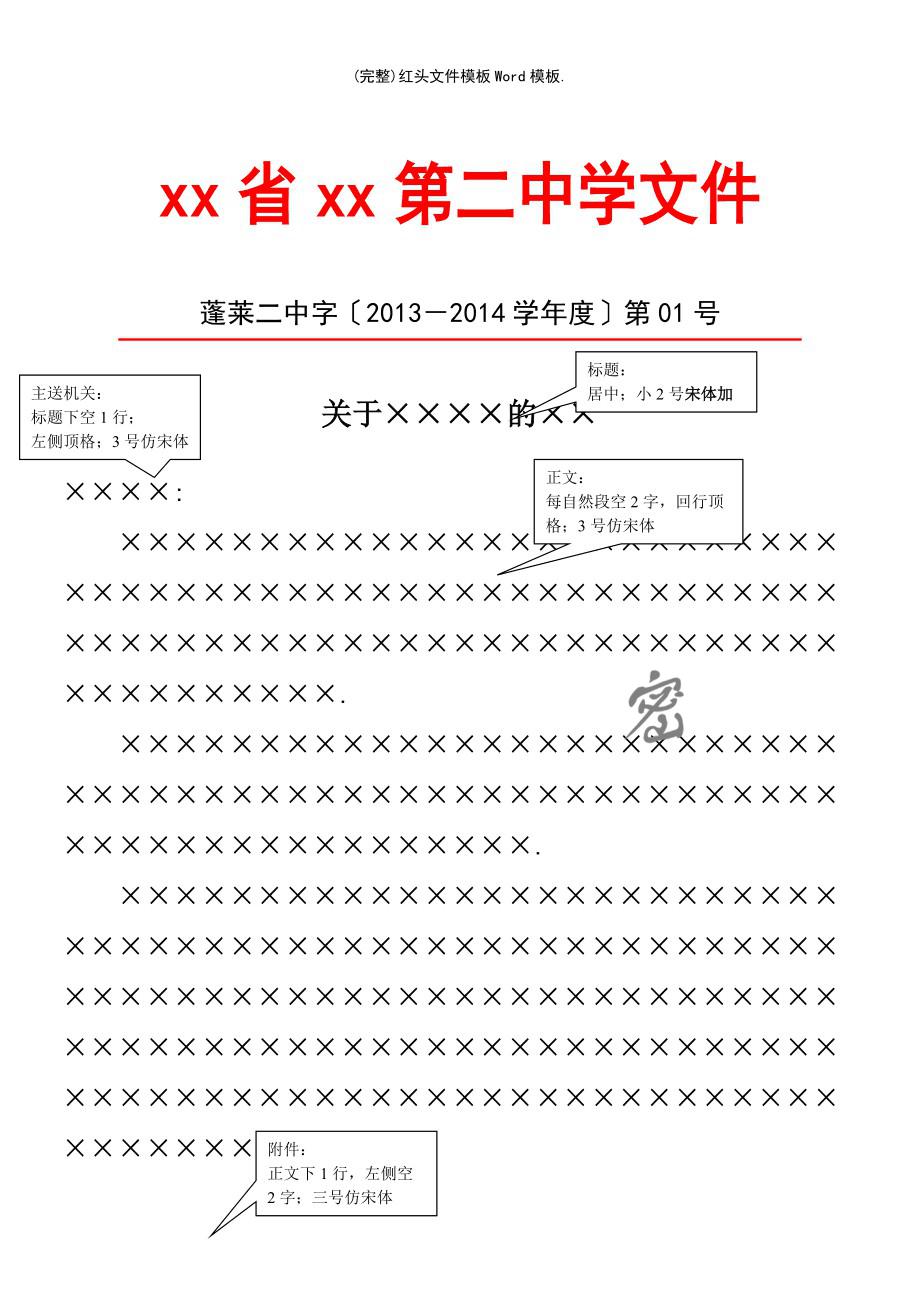 (完整)红头文件模板Word模板.
xx省xx第二中学文件
蓬莱二中字〔2013－2014学年度〕第01号
标题：
居中；小2号宋体加
主送机关：
标题下空1行；
左侧顶格；3号仿宋体
关于××××的××
××××:
正文：
每自然段空2字，回行顶
格；3号仿宋体
××××××××××××××××××××××××××
××××××××××××××××××××××××××××
××××××××××××××××××××××××××××
××××××××××.
密
××××××××××××××××××××××××××
××××××××××××××××××××××××××××
×××××××××××××××××.
××××××××××××××××××××××××××
××××××××××××××××××××××××××××
××××××××××××××××××××××××××××
××××××××××××××××××××××××××××
××××××××××××××××××××××××××××
×××××××
附件：
正文下1行，左侧空
2字；三号仿宋体